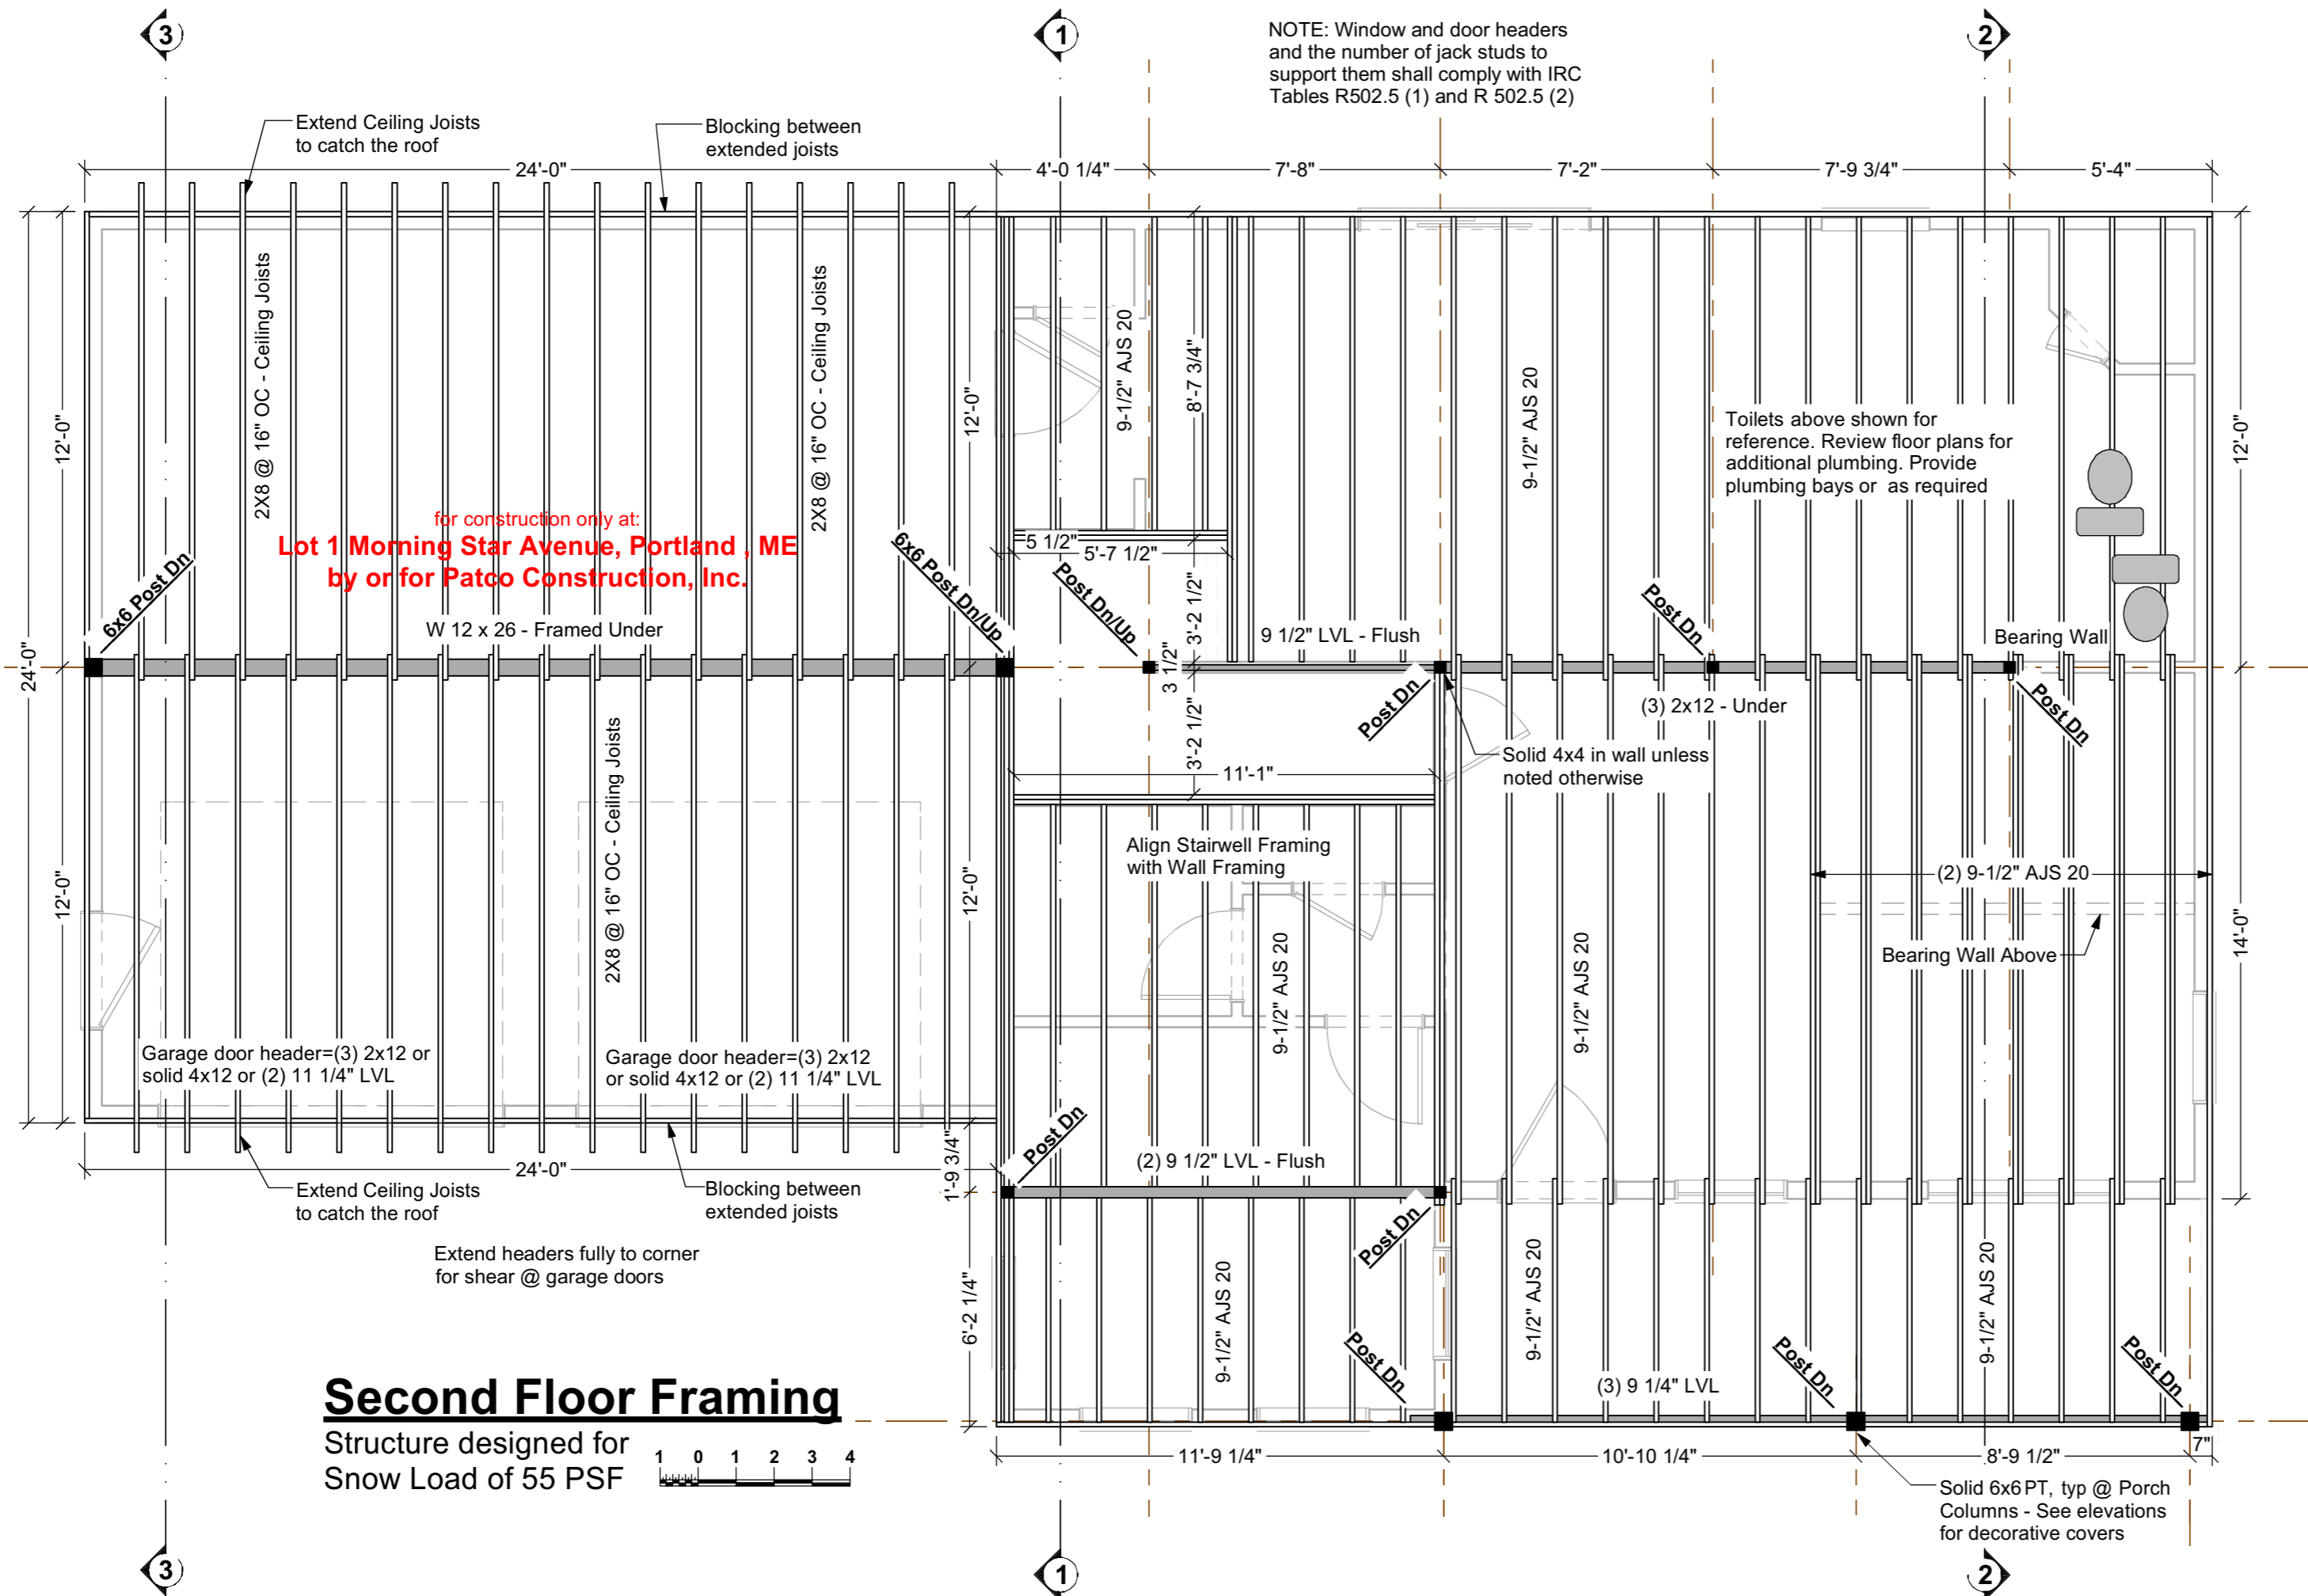 3
1
2
NOTE: Window and door headers
and the number of jack studs to
support them shall comply with IRC
Tables R502.5 (1) and R 502.5 (2)
Extend Ceiling Joists
to catch the roof
Blocking between
extended joists
24'-0"
4'-0 1/4"
7'-8"
7'-2"
7'-9 3/4"
5'-4"
2X8 @ 16" OC - Ceiling Joists
2X8 @ 16" OC - Ceiling Joists
9-1/2" AJS 20
8'-7 3/4"
9-1/2" AJS 20
12'-0"
12'-0"
12'-0"
Toilets above shown for
reference. Review floor plans for
additional plumbing. Provide
plumbing bays or as required
for construction only at:
Lot 1 Morning Star Avenue, Portland , ME
by or for Patco Construction, Inc.
5 1/2"
5'-7 1/2"
6x6 Post Dn
6x6 Post Dn/Up
Post Dn/Up
3'-2 1/2"
W 12 x 26 - Framed Under
9 1/2" LVL - Flush
Post Dn
Bearing Wall
24'-0"
3 1/2"
Post Dn
(3) 2x12 - Under
Post Dn
3'-2 1/2"
Solid 4x4 in wall unless
noted otherwise
11'-1"
2X8 @ 16" OC - Ceiling Joists
Align Stairwell Framing
with Wall Framing
(2) 9-1/2" AJS 20
12'-0"
12'-0"
14'-0"
Bearing Wall Above
9-1/2" AJS 20
9-1/2" AJS 20
Garage door header=(3) 2x12 or
solid 4x12 or (2) 11 1/4" LVL
Garage door header=(3) 2x12
or solid 4x12 or (2) 11 1/4" LVL
Post Dn
(2) 9 1/2" LVL - Flush
24'-0"
1'-9 3/4"
Extend Ceiling Joists
to catch the roof
Blocking between
extended joists
Post Dn
Extend headers fully to corner
for shear @ garage doors
6'-2 1/4"
9-1/2" AJS 20
9-1/2" AJS 20
9-1/2" AJS 20
Post Dn
(3) 9 1/4" LVL
Post Dn
Post Dn
Second Floor Framing
Structure designed for
Snow Load of 55 PSF
1 0 1 2 3 4
11'-9 1/4"
10'-10 1/4"
8'-9 1/2"
7"
Solid 6x6 PT, typ @ Porch
Columns - See elevations
for decorative covers
3
1
2